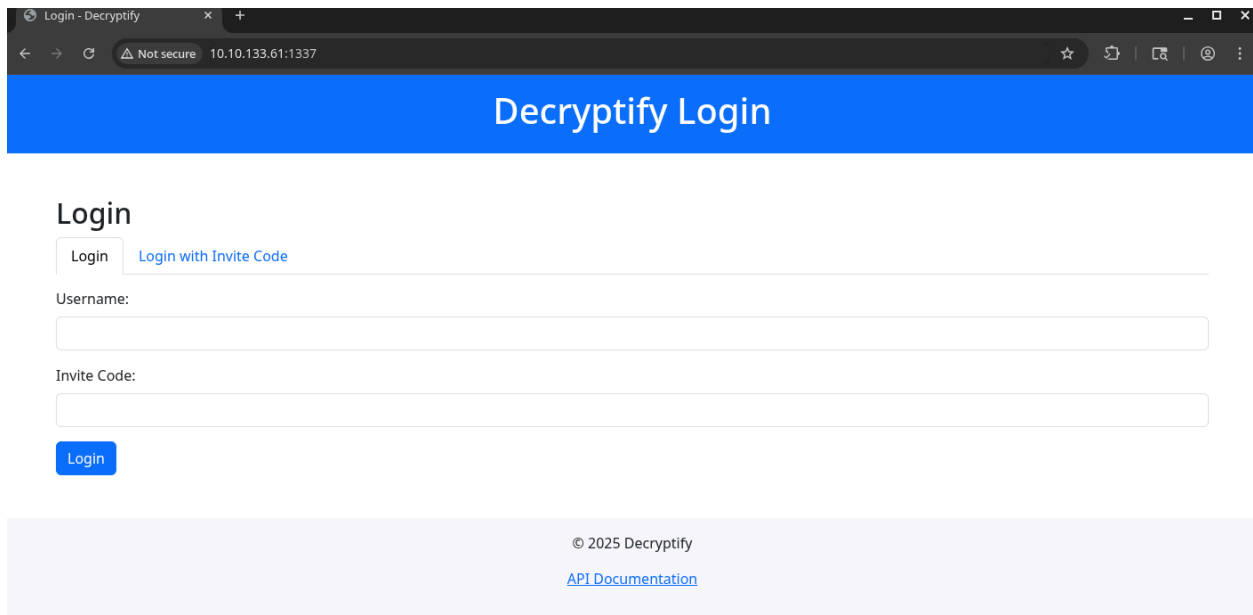 Login - Decryptify
Not secure 10.10.133.61:1337
Decryptify Login
Login
Login Login with Invite Code
Username:
Invite Code:
Login
© 2025 Decryptify
API Documentation